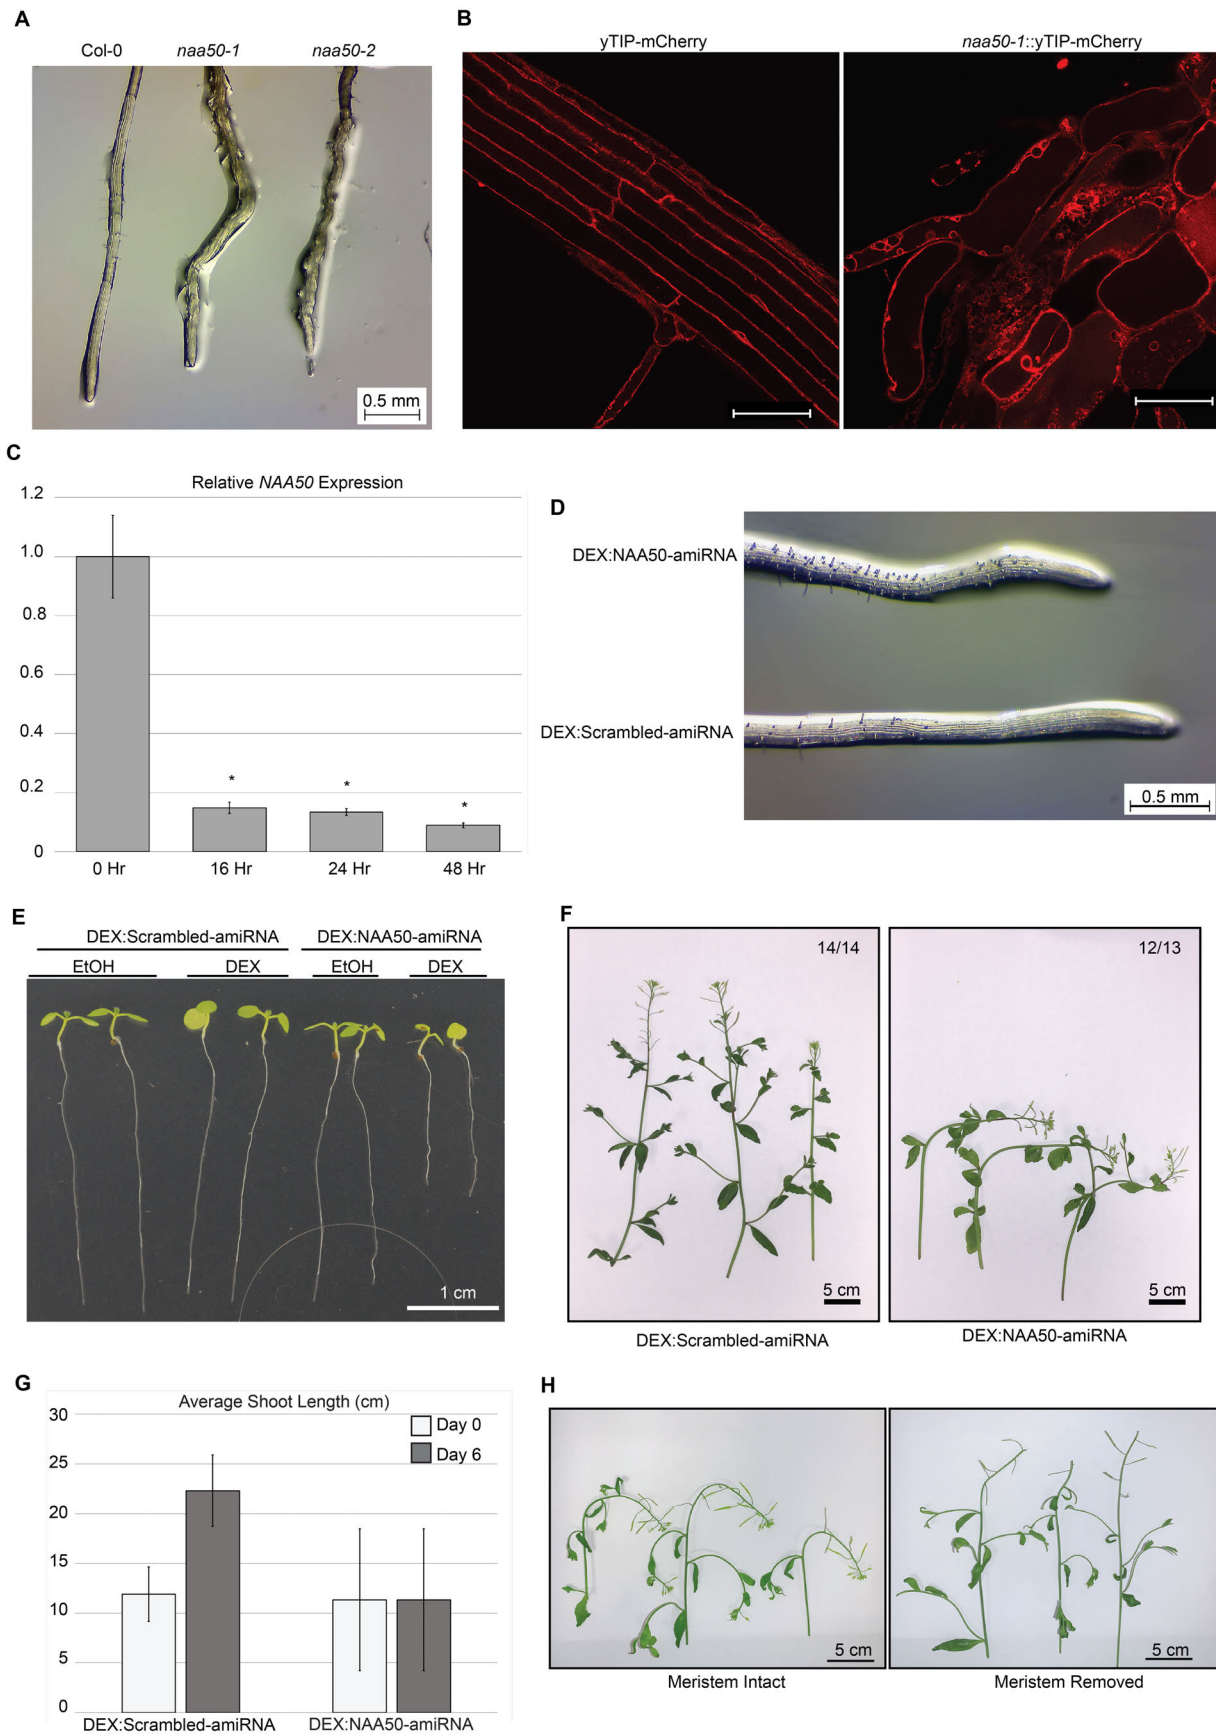 A
Col-0 naa50-1 naa50-2
0.5 mm
B
yTIP-mCherry naa50-1::yTIP-mCherry
C
Relative NAA50 Expression
1.2
1.0
0.8
0.6
0.4
0.2
0
* * *
0 Hr 16 Hr 24 Hr 48 Hr
D
DEX:NAA50-amiRNA
DEX:Scrambled-amiRNA
0.5 mm
E
DEX:Scrambled-amiRNA DEX:NAA50-amiRNA
EtOH DEX EtOH DEX
1 cm
F
14/14 12/13
5 cm 5 cm
DEX:Scrambled-amiRNA DEX:NAA50-amiRNA
G
Average Shoot Length (cm)
Day 0
Day 6
30
25
20
15
10
5
0
DEX:Scrambled-amiRNA DEX:NAA50-amiRNA
H
5 cm 5 cm
Meristem Intact Meristem Removed